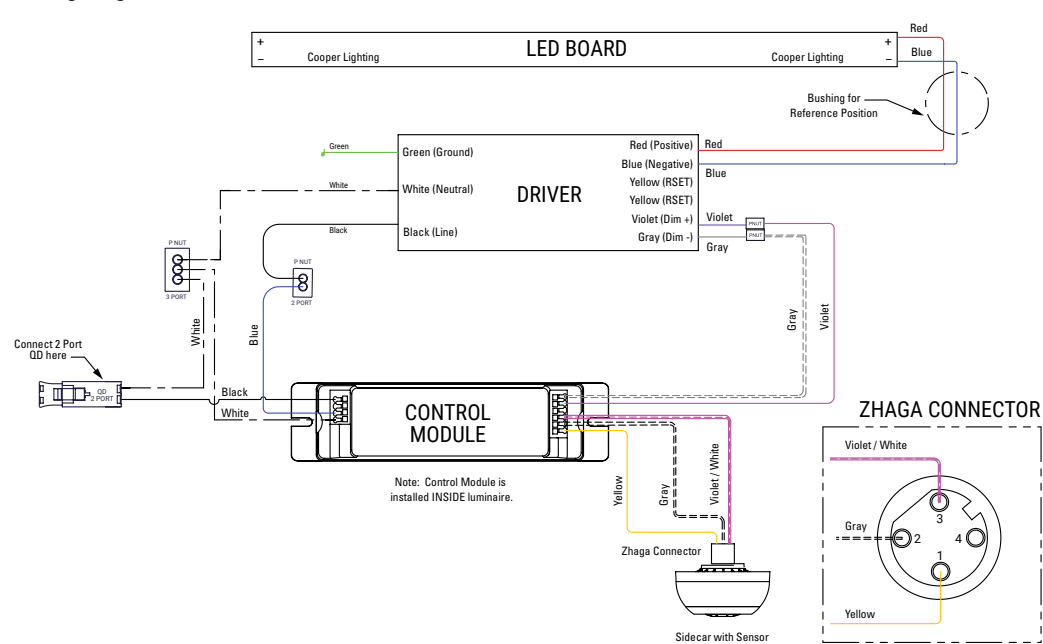 Red
+
LED BOARD
+
−
Cooper Lighting
Cooper Lighting
−
Blue
Bushing for
Reference Position
Green
Green (Ground)
White
White (Neutral)
Black
Black (Line)
DRIVER
Red (Positive)
Red
Blue (Negative)
Blue
Yellow (RSET)
Yellow (RSET)
Violet (Dim +)
Violet
PNUT
Gray (Dim -)
Gray
PNUT
P NUT
3 PORT
P NUT
2 PORT
White
Blue
Gray
Violet
Connect 2 Port
QD here
QD
2 PORT
Black
White
CONTROL
MODULE
Note: Control Module is
installed INSIDE luminaire.
Yellow
Gray
Violet / White
Zhaga Connector
Sidecar with Sensor
ZHAGA CONNECTOR
Violet / White
3
Gray
2
4
1
Yellow